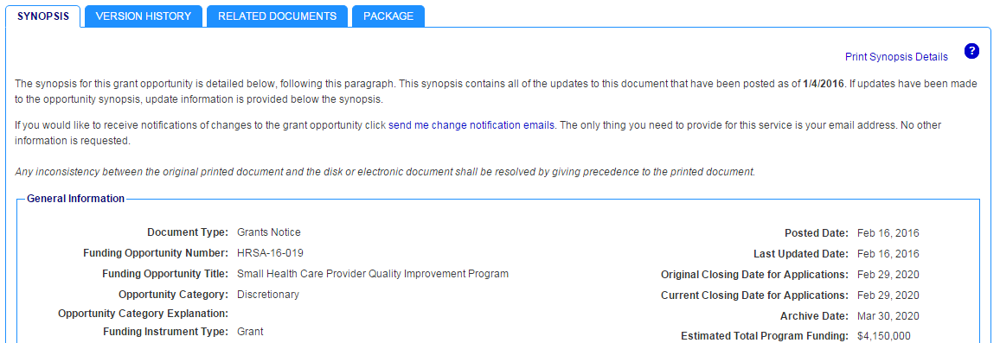 SYNOPSIS VERSION HISTORY RELATED DOCUMENTS PACKAGE
Print Synopsis Details ?
The synopsis for this grant opportunity is detailed below, following this paragraph. This synopsis contains all of the updates to this document that have been posted as of 1/4/2016. If updates have been made
to the opportunity synopsis, update information is provided below the synopsis.
If you would like to receive notifications of changes to the grant opportunity click send me change notification emails. The only thing you need to provide for this service is your email address. No other
information is requested.
Any inconsistency between the original printed document and the disk or electronic document shall be resolved by giving precedence to the printed document.
General Information
Document Type: Grants Notice
Funding Opportunity Number: HRSA-16-019
Funding Opportunity Title: Small Health Care Provider Quality Improvement Program
Opportunity Category: Discretionary
Opportunity Category Explanation:
Funding Instrument Type: Grant
Posted Date: Feb 16, 2016
Last Updated Date: Feb 16, 2016
Original Closing Date for Applications: Feb 29, 2020
Current Closing Date for Applications: Feb 29, 2020
Archive Date: Mar 30, 2020
Estimated Total Program Funding: $4,150,000